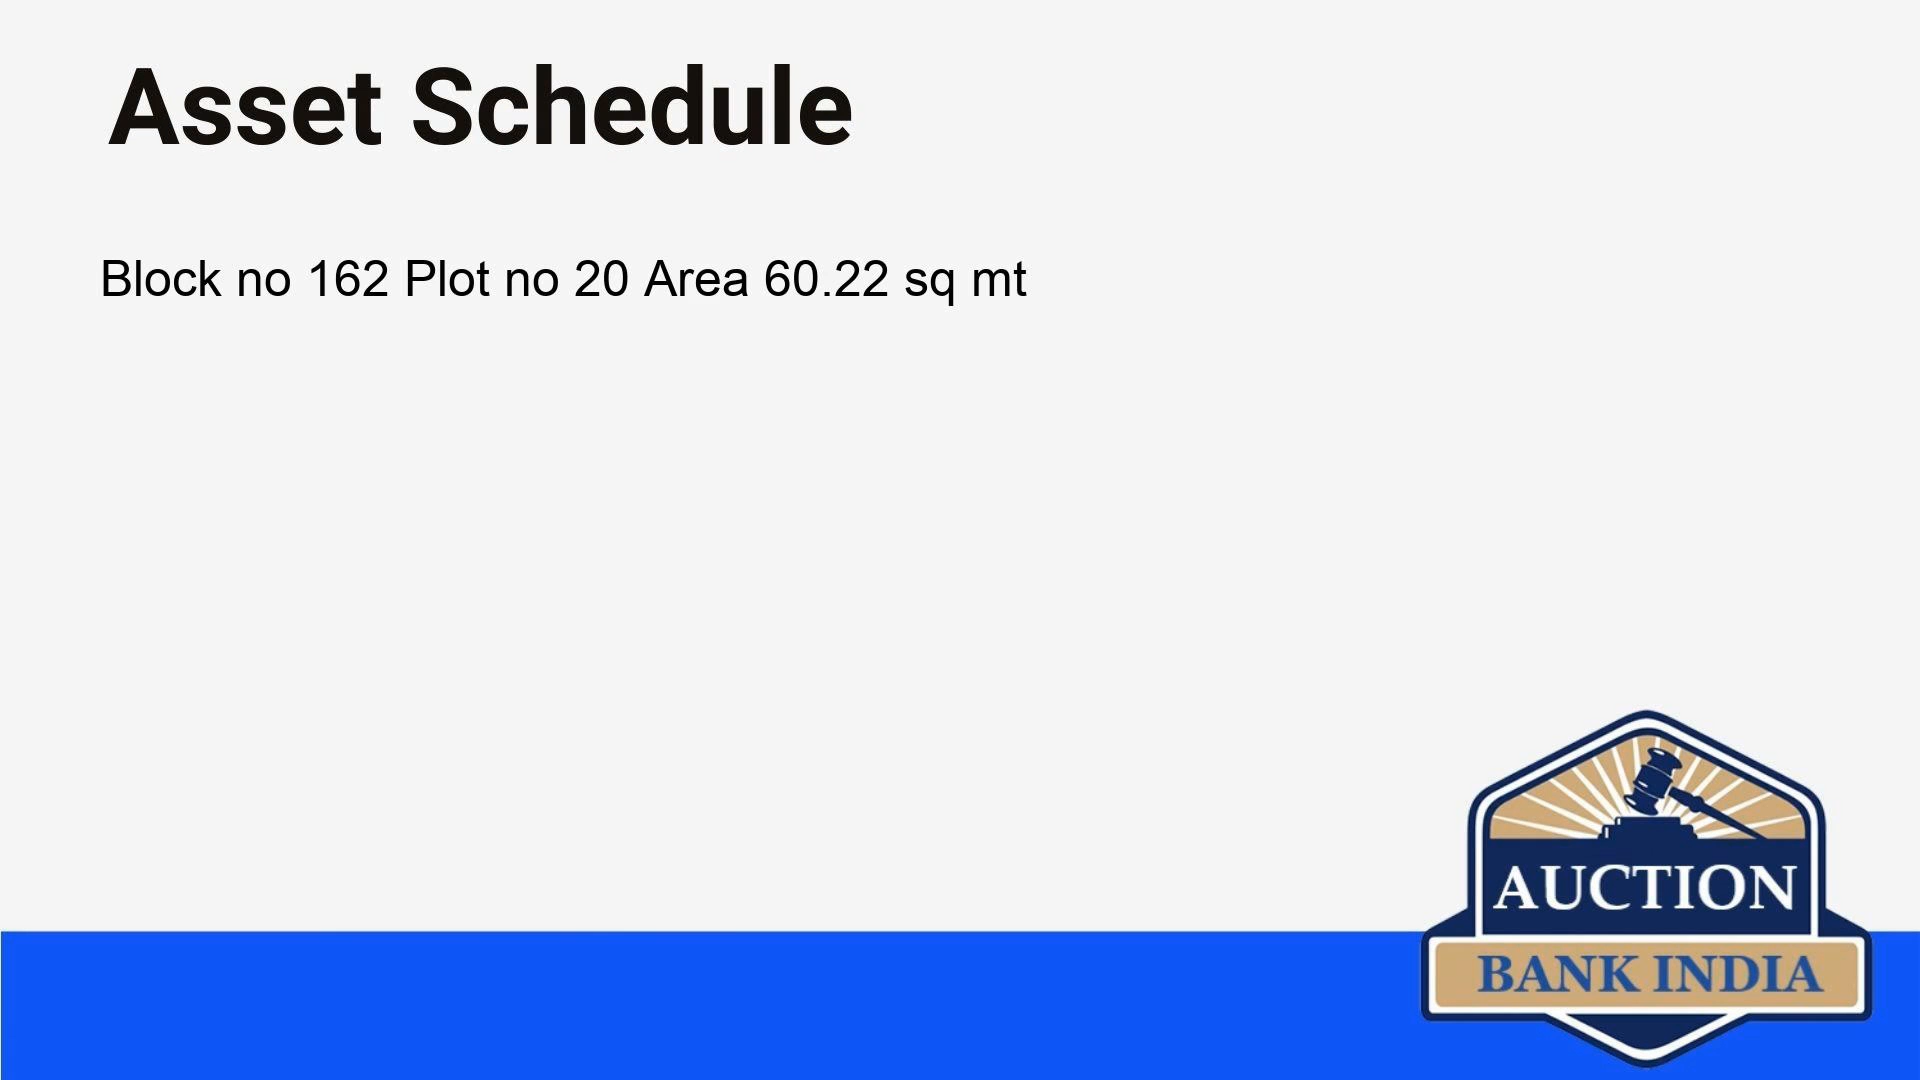 Asset Schedule
Block no 162 Plot no 20 Area 60.22 sq mt
AUCTION
BANK INDIA